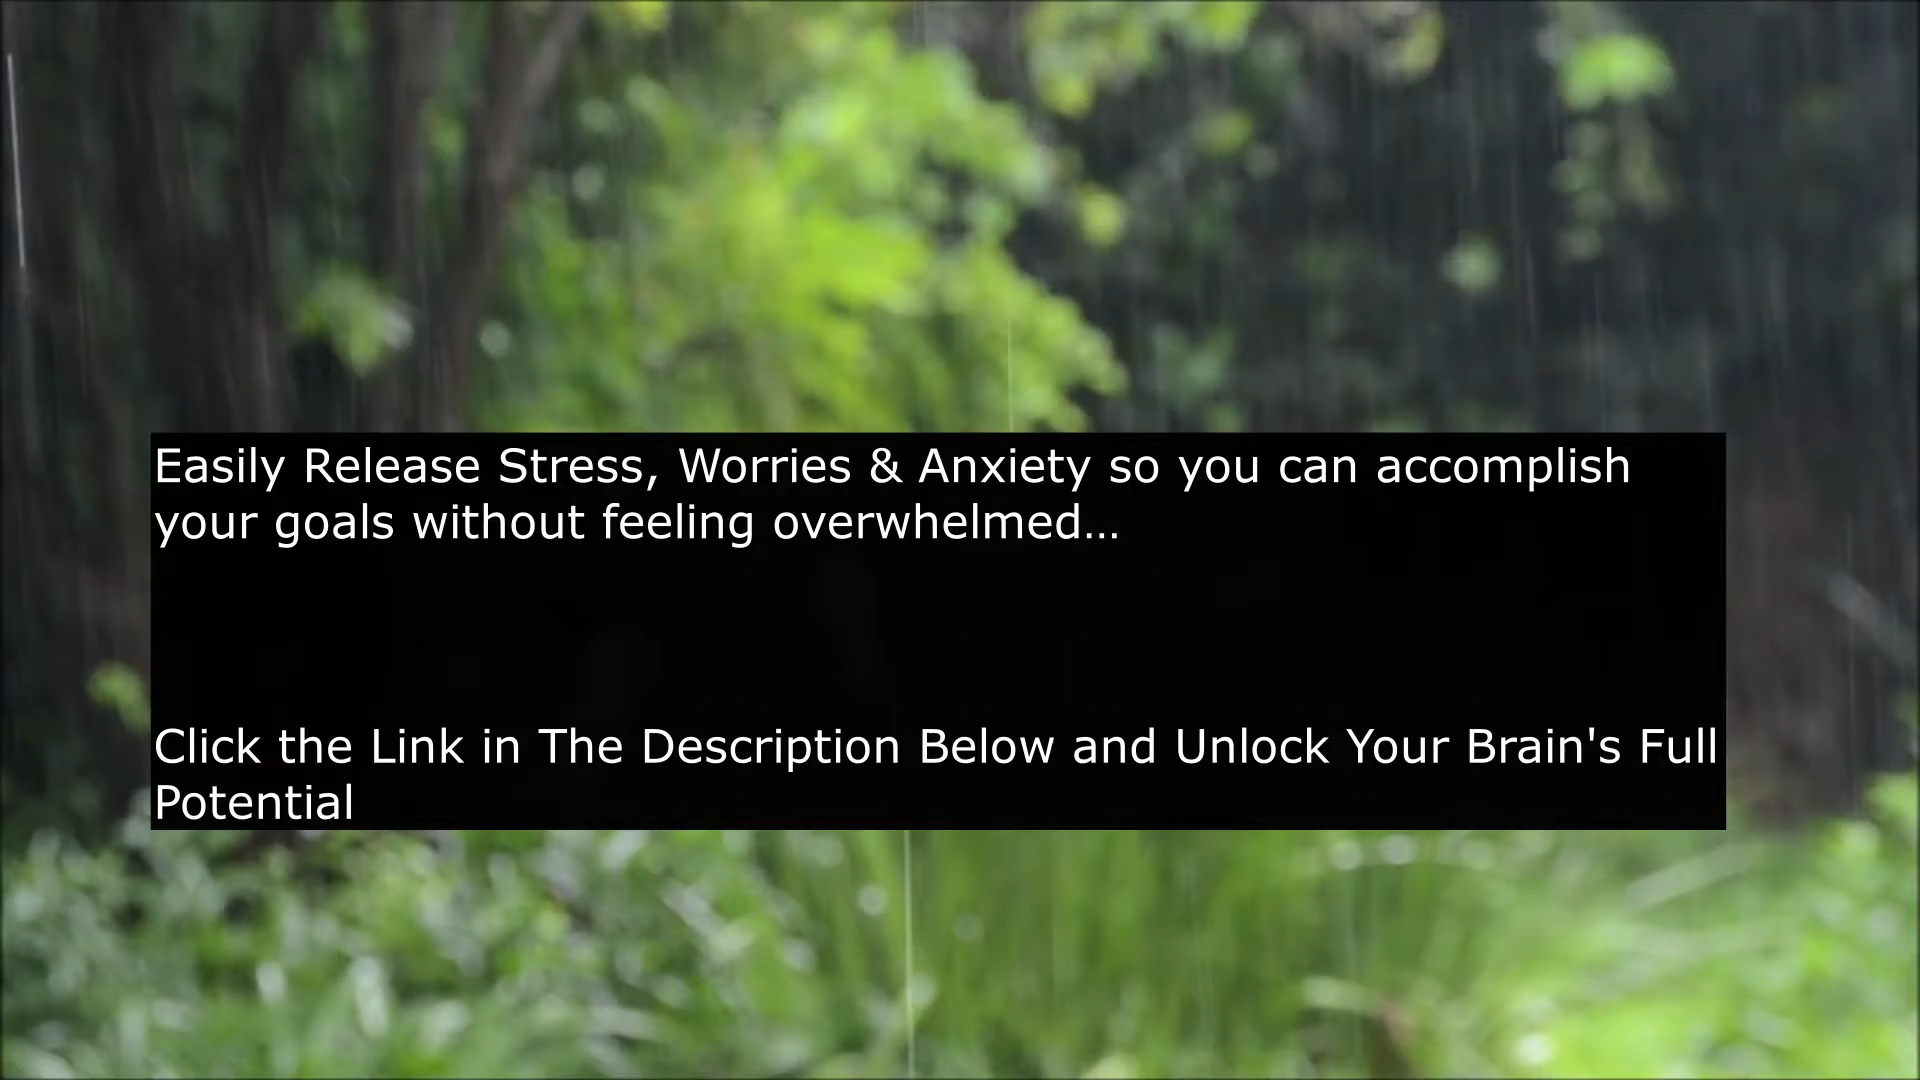 Easily Release Stress, Worries & Anxiety so you can accomplish
your goals without feeling overwhelmed...
Click the Link in The Description Below and Unlock Your Brain's Full
Potential